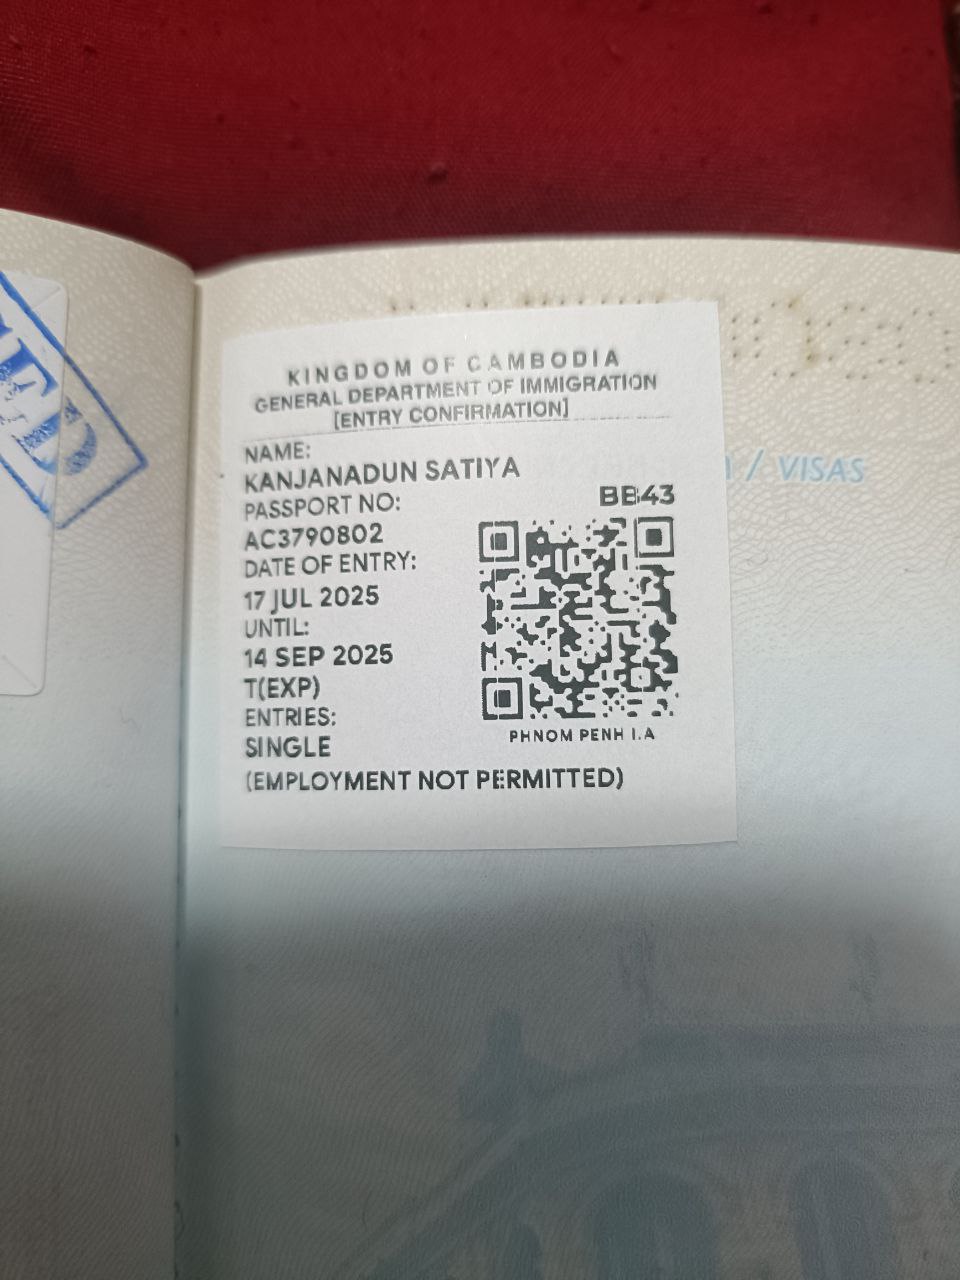 KINGDOM OF CAMBODIA
GENERAL DEPARTMENT OF IMMIGRATION
[ENTRY CONFIRMATION]
NAME:
KANJANADUN SATIYA
PASSPORT NO:
AC3790802
DATE OF ENTRY:
17 JUL 2025
UNTIL:
14 SEP 2025
T(EXP)
ENTRIES:
SINGLE
(EMPLOYMENT NOT PERMITTED)
BB43
PHNOM PENH I.A
/ VISAS